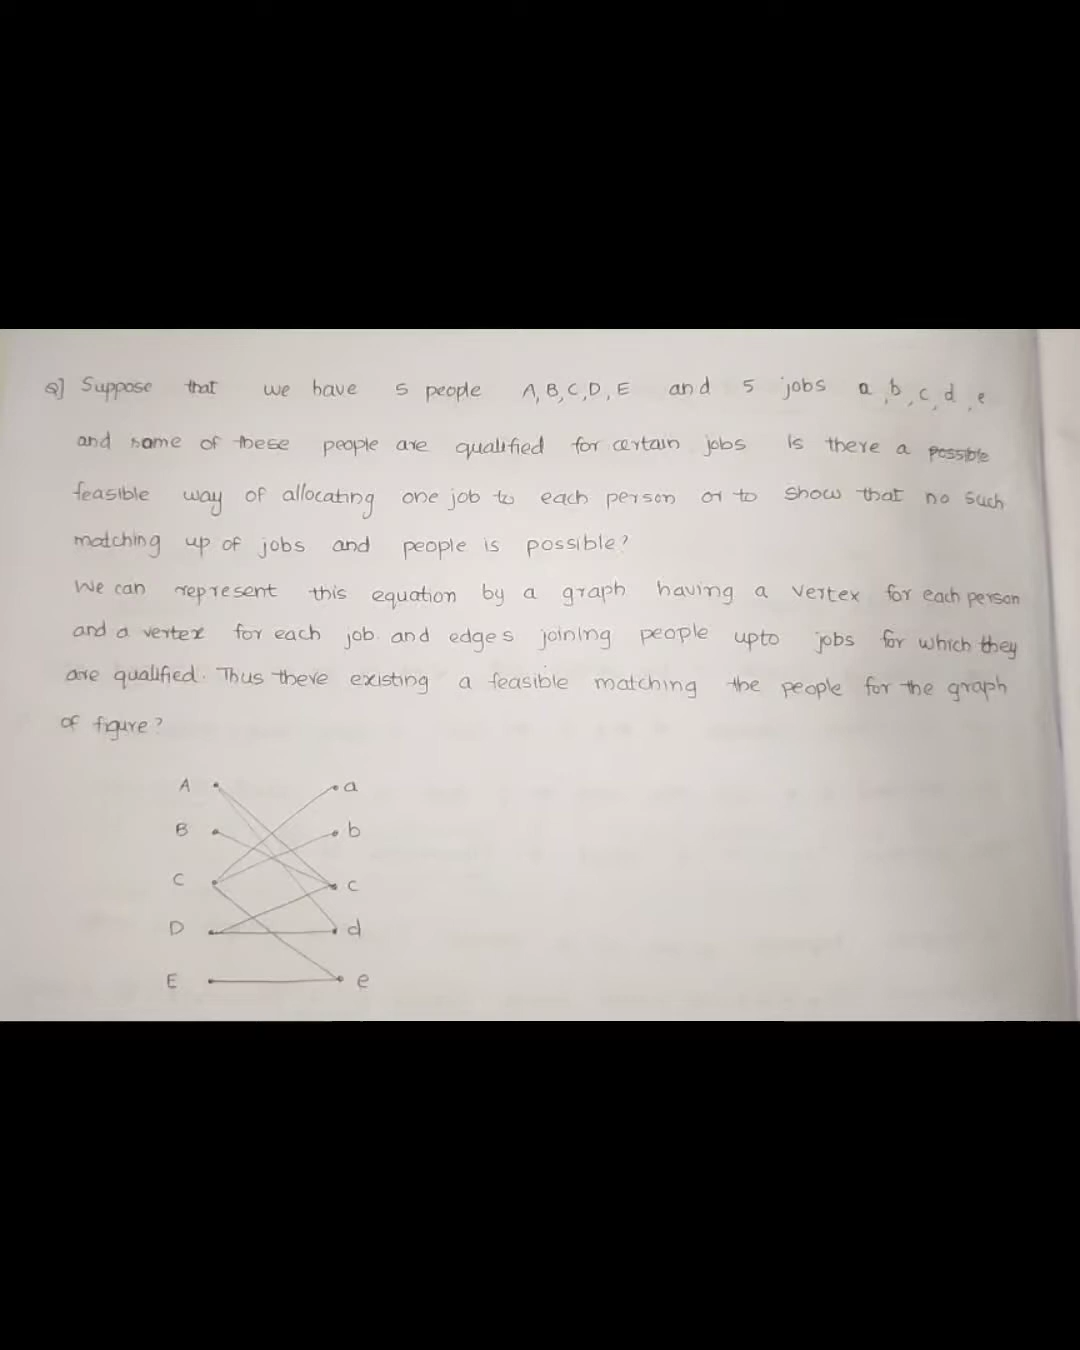 Q] Suppose that we have 5 people A, B, C, D, E and 5 jobs a, b, c, d, e
and some of these people are qualified for certain jobs Is there a possible
feasible way of allocating one job to each person or to show that no such
matching up of jobs and people is possible?
We can represent this equation by a graph having a vertex for each person
and a vertex for each job. and edges joining people upto jobs for which they
are qualified. Thus there existing a feasible matching the people for the graph
of figure?
A a
B b
C c
D d
E e